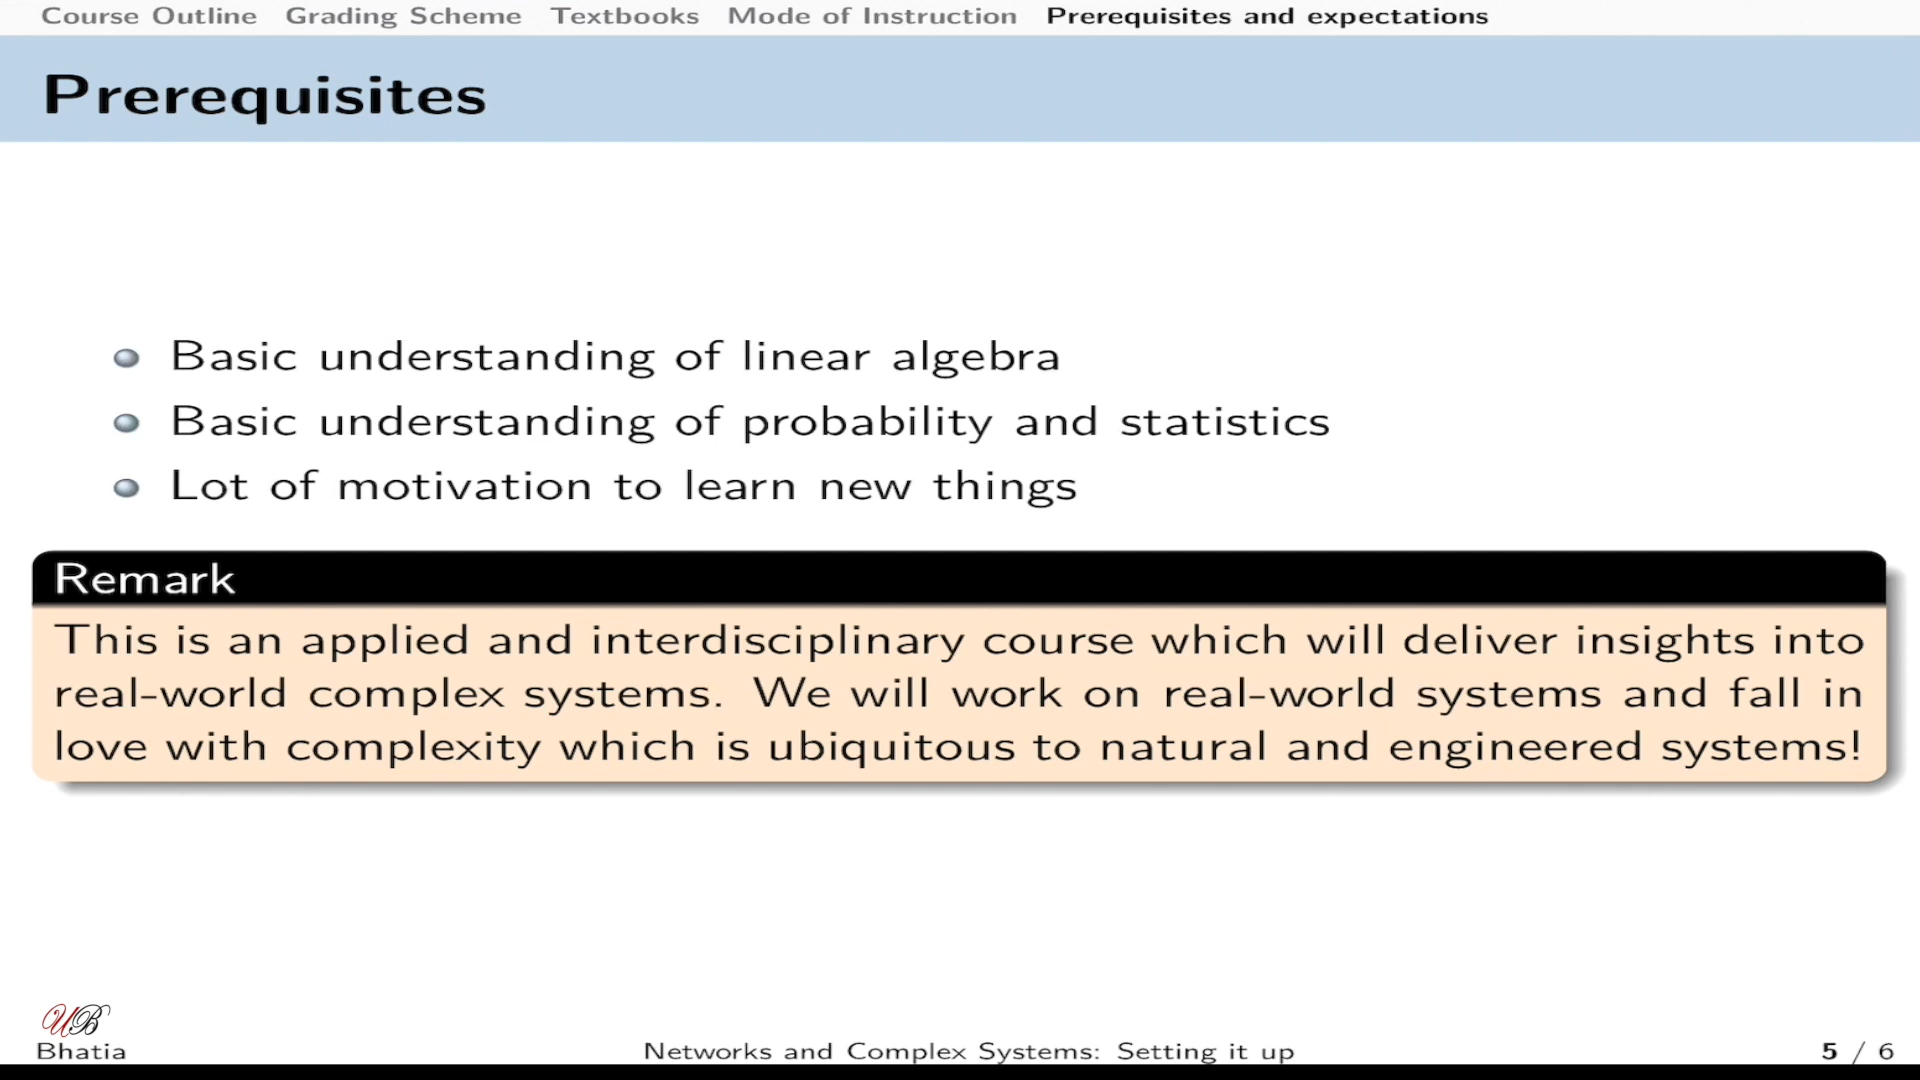 Course Outline Grading Scheme Textbooks Mode of Instruction Prerequisites and expectations
Prerequisites
Basic understanding of linear algebra
Basic understanding of probability and statistics
Lot of motivation to learn new things
Remark
This is an applied and interdisciplinary course which will deliver insights into
real-world complex systems. We will work on real-world systems and fall in
love with complexity which is ubiquitous to natural and engineered systems!
UB
Bhatia Networks and Complex Systems: Setting it up 5 / 6